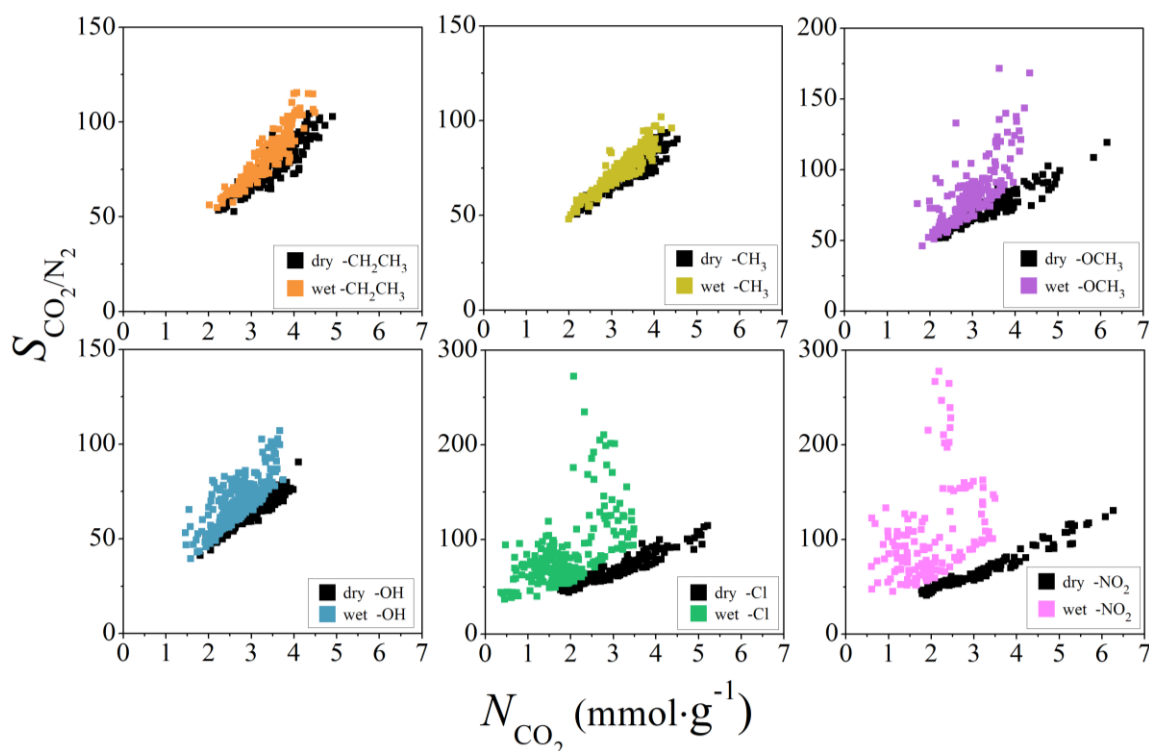 S_CO₂/N₂
150
100
50
0
0 1 2 3 4 5 6 7
dry -CH₂CH₃
wet -CH₂CH₃
150
100
50
0
0 1 2 3 4 5 6 7
dry -CH₃
wet -CH₃
200
150
100
50
0
0 1 2 3 4 5 6 7
dry -OCH₃
wet -OCH₃
150
100
50
0
0 1 2 3 4 5 6 7
dry -OH
wet -OH
300
200
100
0
0 1 2 3 4 5 6 7
dry -Cl
wet -Cl
300
200
100
0
0 1 2 3 4 5 6 7
dry -NO₂
wet -NO₂
N_CO₂ (mmol·g⁻¹)